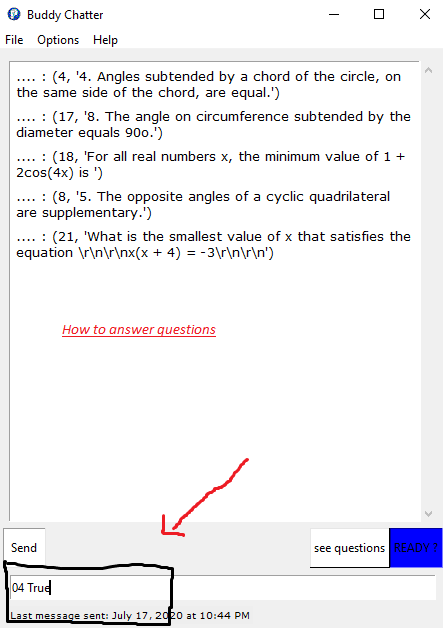 Buddy Chatter
File Options Help
.... : (4, '4. Angles subtended by a chord of the circle, on
the same side of the chord, are equal.')
.... : (17, '8. The angle on circumference subtended by the
diameter equals 90o.')
.... : (18, 'For all real numbers x, the minimum value of 1 +
2cos(4x) is ')
.... : (8, '5. The opposite angles of a cyclic quadrilateral
are supplementary.')
.... : (21, 'What is the smallest value of x that satisfies the
equation \r\n\r\nx(x + 4) = -3\r\n\r\n')
How to answer questions
Send see questions READY ?
04 True
Last message sent: July 17, 2020 at 10:44 PM